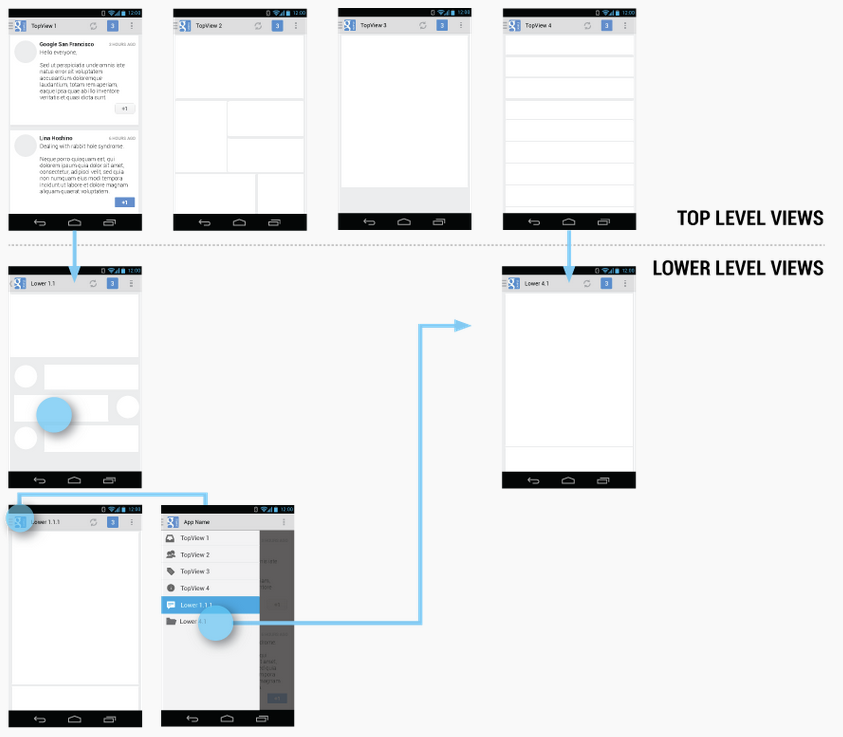 12:00
TopView 1
3
Google San Francisco
3 HOURS AGO
Hello everyone,
Sed ut perspiciatis unde omnis iste
natus error sit voluptatem
accusantium doloremque
laudantium, totam rem aperiam,
eaque ipsa quae ab illo inventore
veritatis et quasi dicta sunt.
+1
Lina Hoshino
6 HOURS AGO
Dealing with rabbit hole syndrome
Neque porro quisquam est, qui
dolorem ipsum quia dolor sit amet,
consectetur, adipisci velit, sed quia
non numquam eius modi tempora
incidunt ut labore et dolore magnam
aliquam quaerat voluptatem.
+1
12:00
TopView 2
3
12:00
TopView 3
3
12:00
TopView 4
3
TOP LEVEL VIEWS
LOWER LEVEL VIEWS
12:00
Lower 1.1
3
12:00
Lower 4.1
3
12:00
Lower 1.1.1
3
12:00
App Name
TopView 1
TopView 2
TopView 3
TopView 4
Lower 1.1.1
Lower 4.1